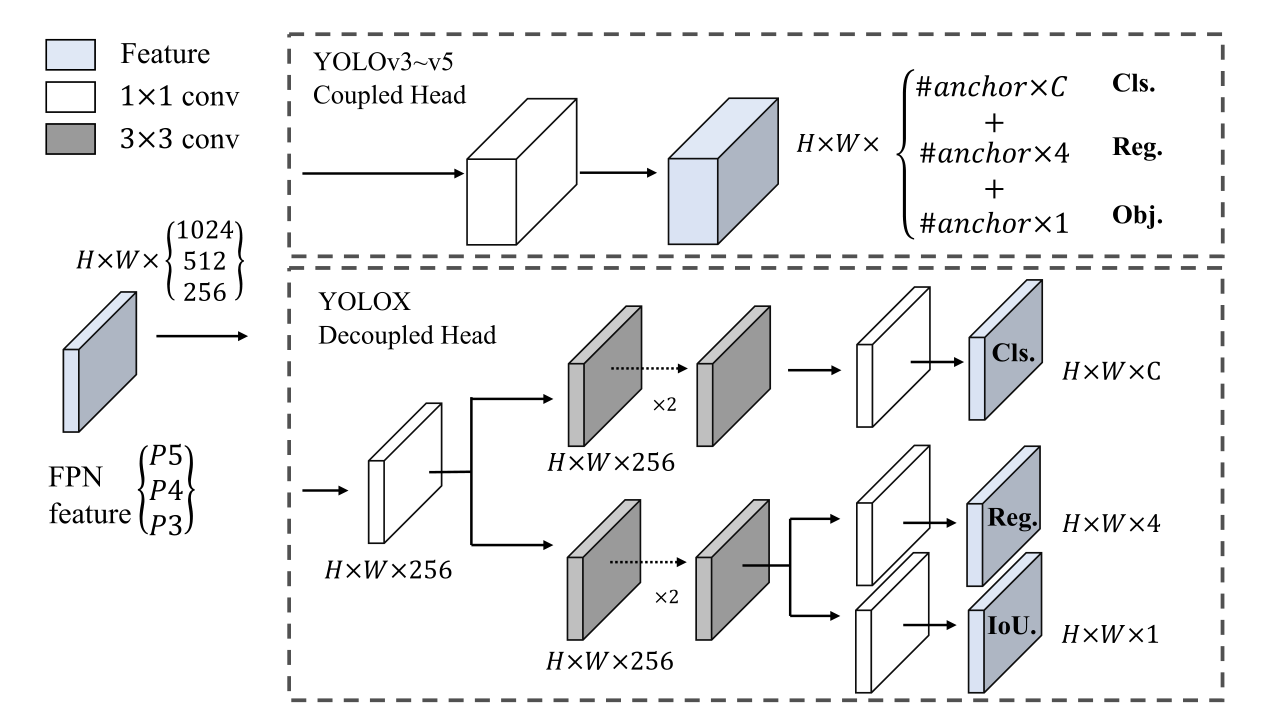 Feature
1×1 conv
3×3 conv
H×W×{1024
512
256}
FPN
feature
{P5
P4
P3}
YOLOv3~v5
Coupled Head
H×W×
#anchor×C Cls.
+
#anchor×4 Reg.
+
#anchor×1 Obj.
YOLOX
Decoupled Head
H×W×256
×2
H×W×256
Cls.
H×W×C
×2
H×W×256
Reg.
H×W×4
IoU.
H×W×1